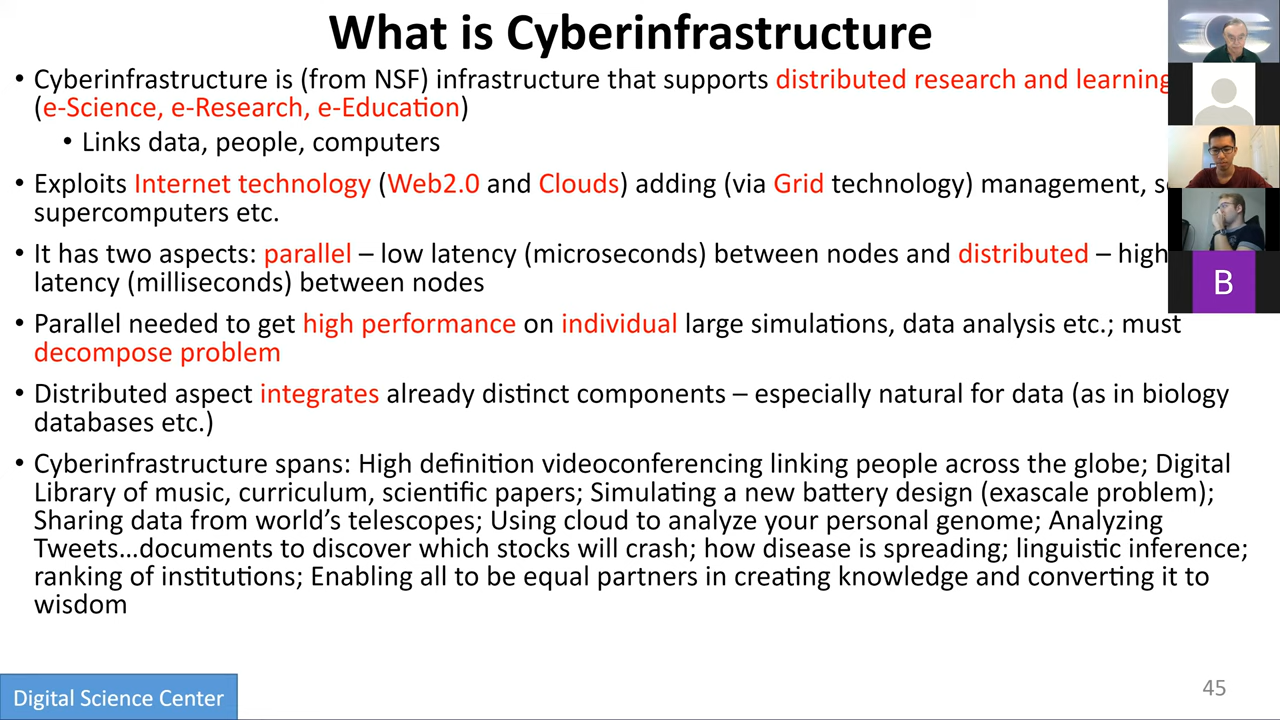 What is Cyberinfrastructure
• Cyberinfrastructure is (from NSF) infrastructure that supports distributed research and learning
(e-Science, e-Research, e-Education)
• Links data, people, computers
• Exploits Internet technology (Web2.0 and Clouds) adding (via Grid technology) management,
supercomputers etc.
• It has two aspects: parallel – low latency (microseconds) between nodes and distributed – high
latency (milliseconds) between nodes
• Parallel needed to get high performance on individual large simulations, data analysis etc.; must
decompose problem
• Distributed aspect integrates already distinct components – especially natural for data (as in biology
databases etc.)
• Cyberinfrastructure spans: High definition videoconferencing linking people across the globe; Digital
Library of music, curriculum, scientific papers; Simulating a new battery design (exascale problem);
Sharing data from world's telescopes; Using cloud to analyze your personal genome; Analyzing
Tweets…documents to discover which stocks will crash; how disease is spreading; linguistic inference;
ranking of institutions; Enabling all to be equal partners in creating knowledge and converting it to
wisdom
B
Digital Science Center
45